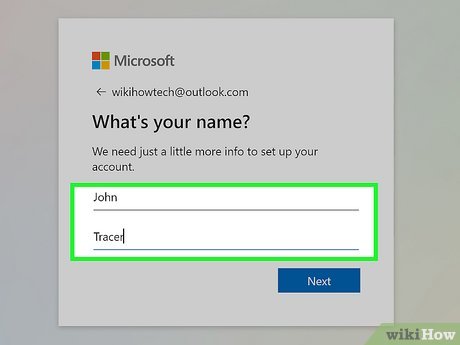 Microsoft
← wikihowtech@outlook.com
What's your name?
We need just a little more info to set up your
account.
John
Tracer
Next
wikiHow